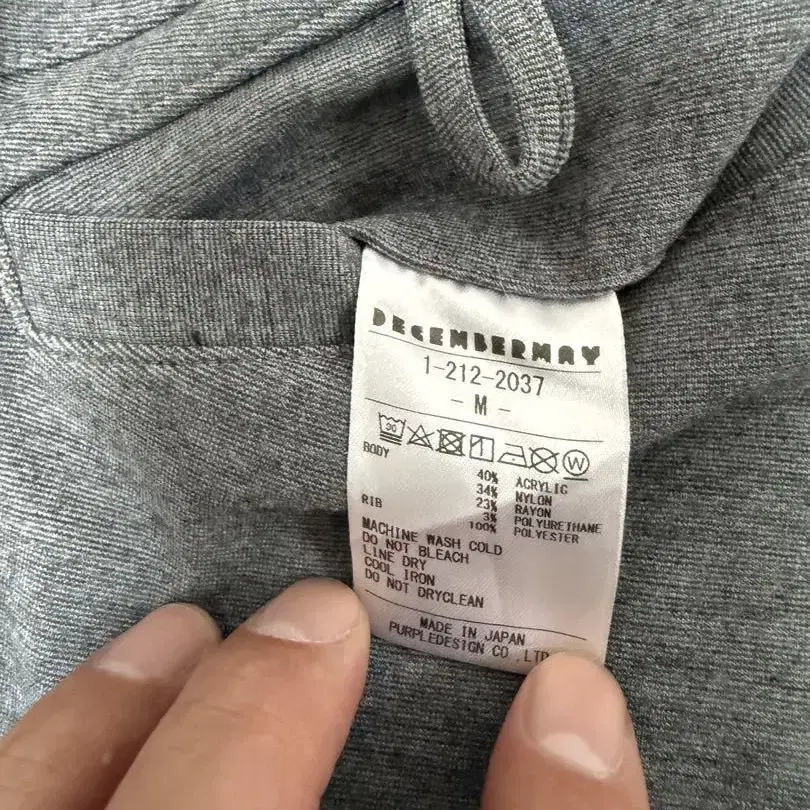 DECEMBERMAY
1-212-2037
- M -
30
W
BODY
40% ACRYLIC
34% NYLON
23% RAYON
3% POLYURETHANE
RIB
100% POLYESTER
MACHINE WASH COLD
DO NOT BLEACH
LINE DRY
COOL IRON
DO NOT DRYCLEAN
MADE IN JAPAN
PURPLEDESIGN CO.,LTD